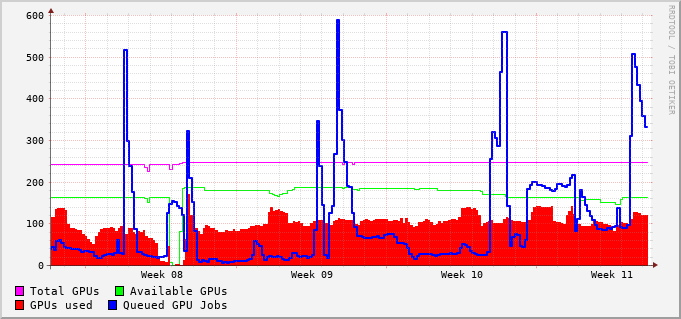 600
500
400
300
200
100
0
Week 08 Week 09 Week 10 Week 11
Total GPUs Available GPUs
GPUs used Queued GPU Jobs
RRDTOOL / TOBI OETIKER